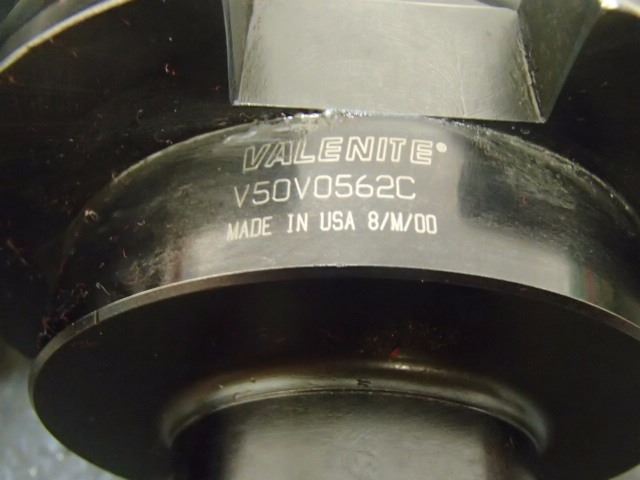 VALENITE®
V50V0562C
MADE IN USA 8/M/00